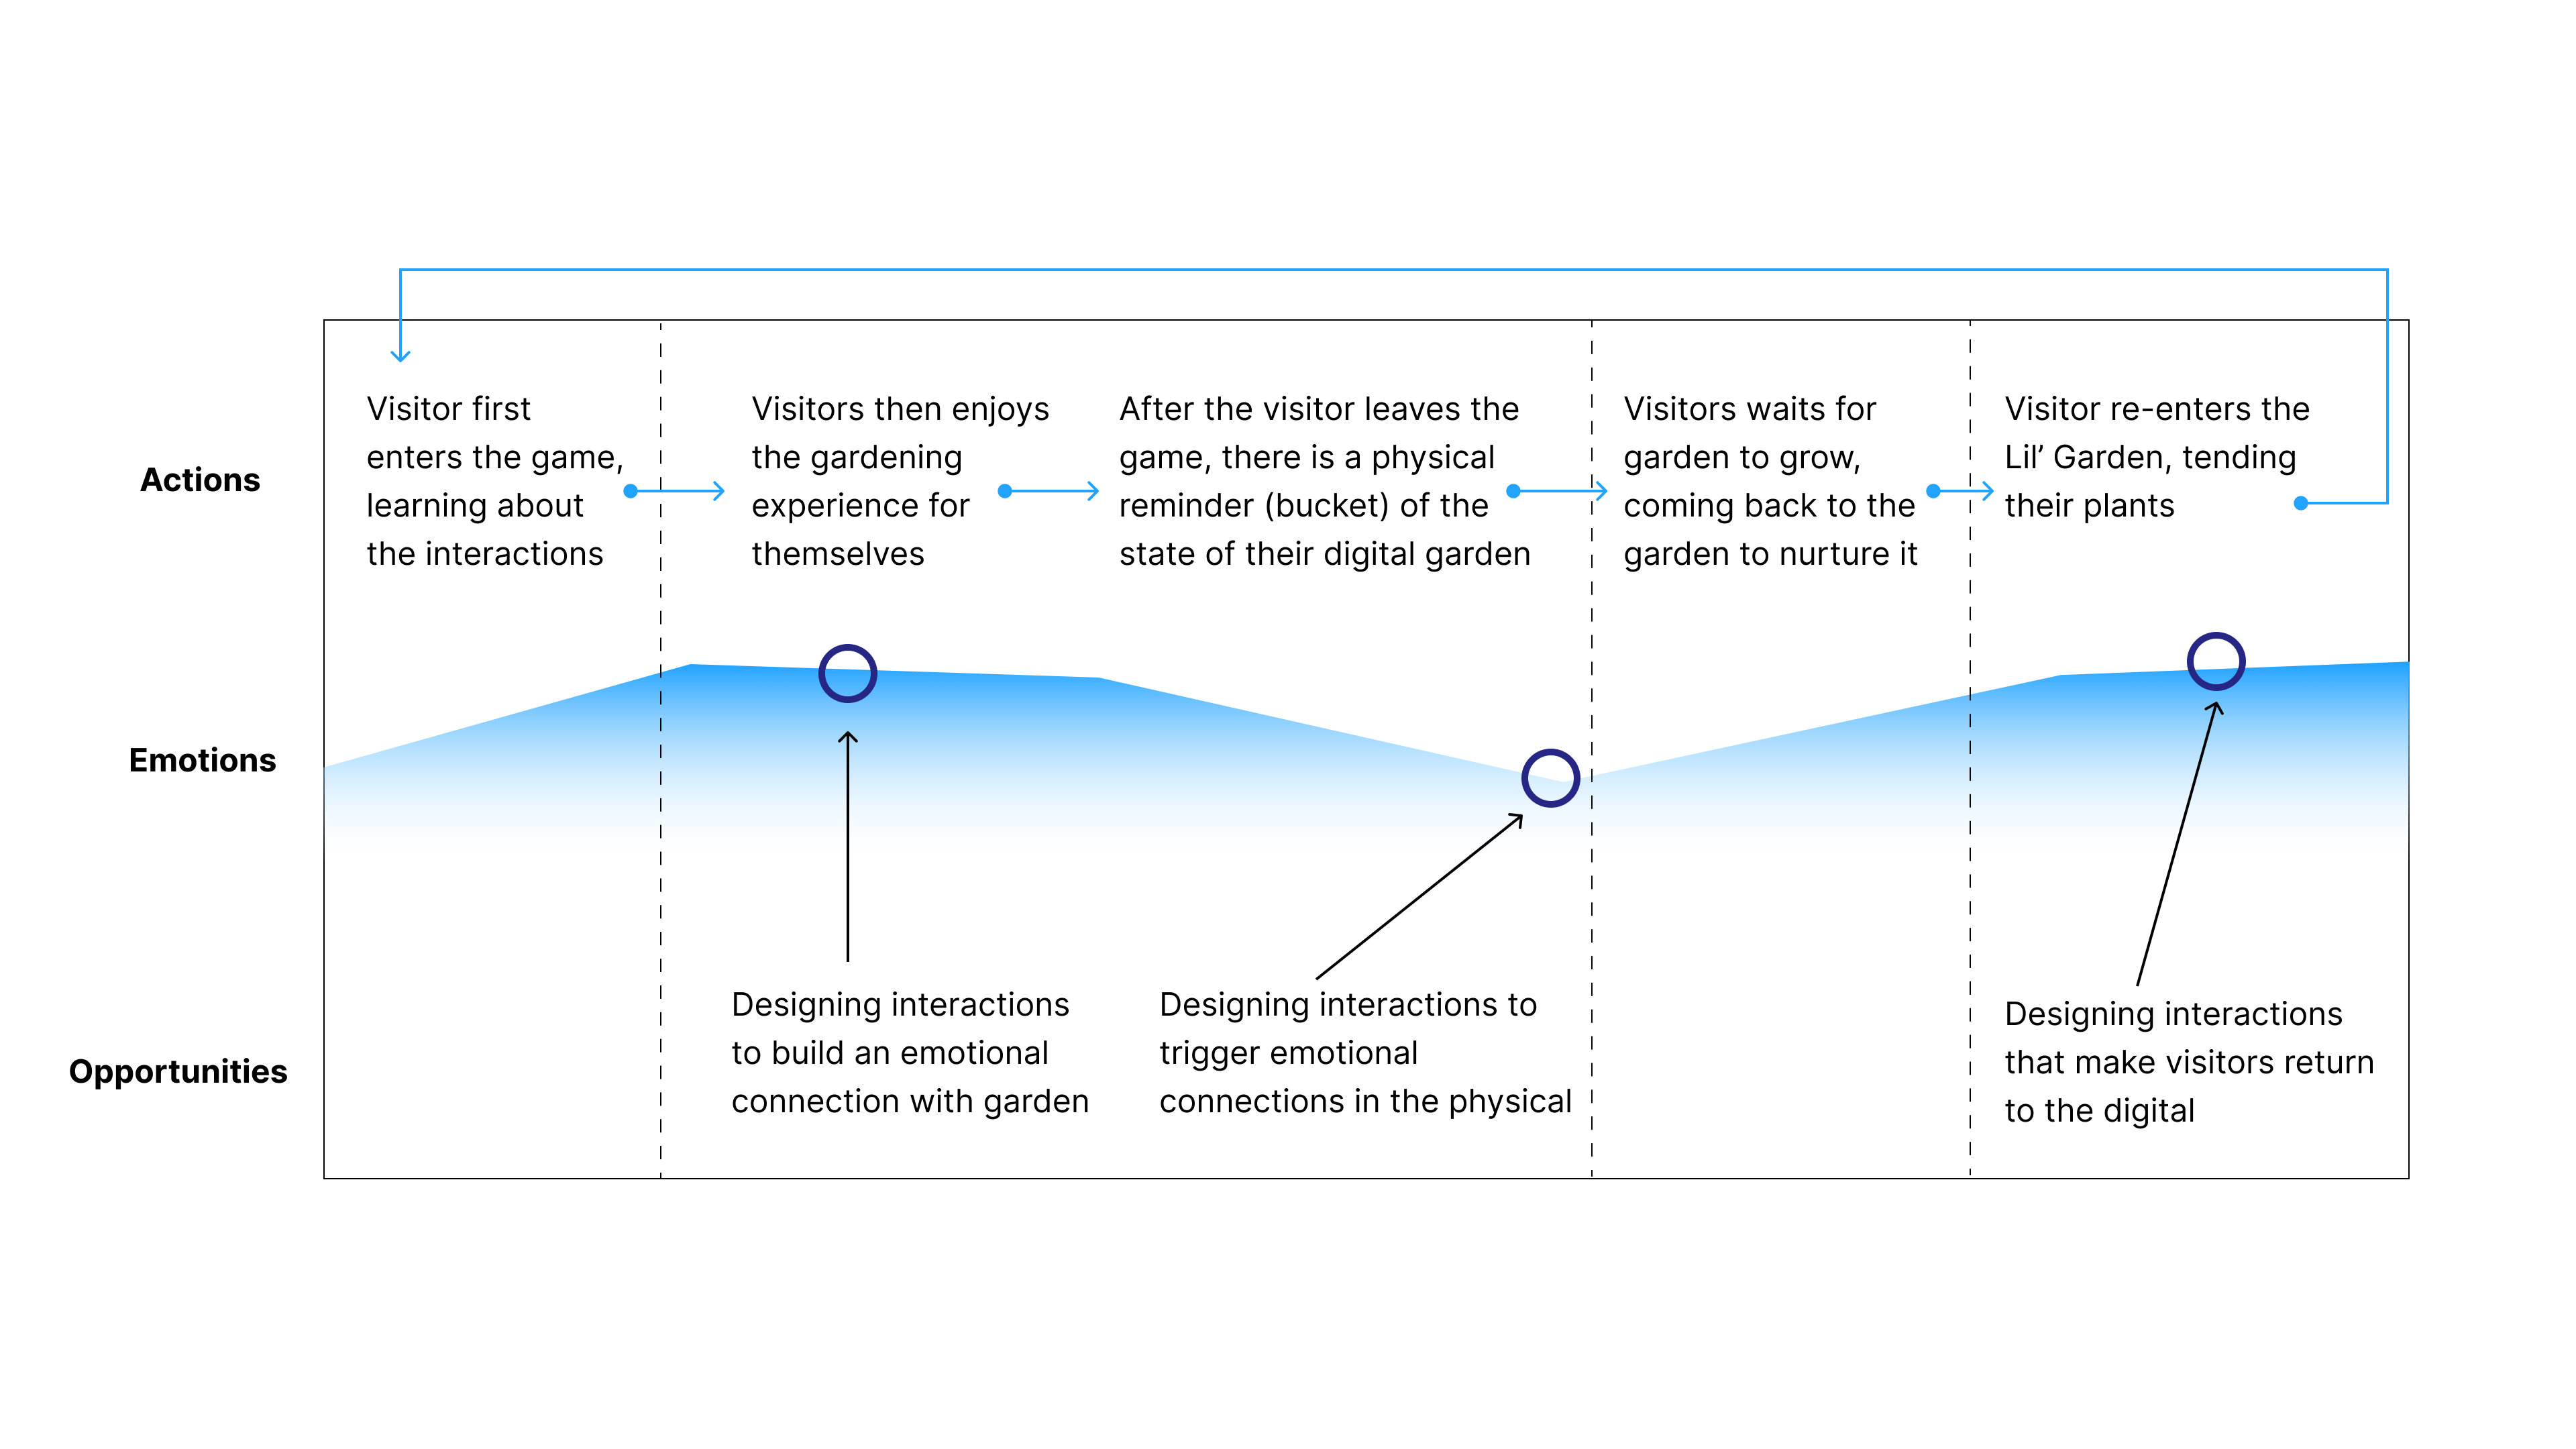 Actions
Visitor first
enters the game,
learning about
the interactions
Visitors then enjoys
the gardening
experience for
themselves
After the visitor leaves the
game, there is a physical
reminder (bucket) of the
state of their digital garden
Visitors waits for
garden to grow,
coming back to the
garden to nurture it
Visitor re-enters the
Lil’ Garden, tending
their plants
Emotions
Opportunities
Designing interactions
to build an emotional
connection with garden
Designing interactions to
trigger emotional
connections in the physical
Designing interactions
that make visitors return
to the digital